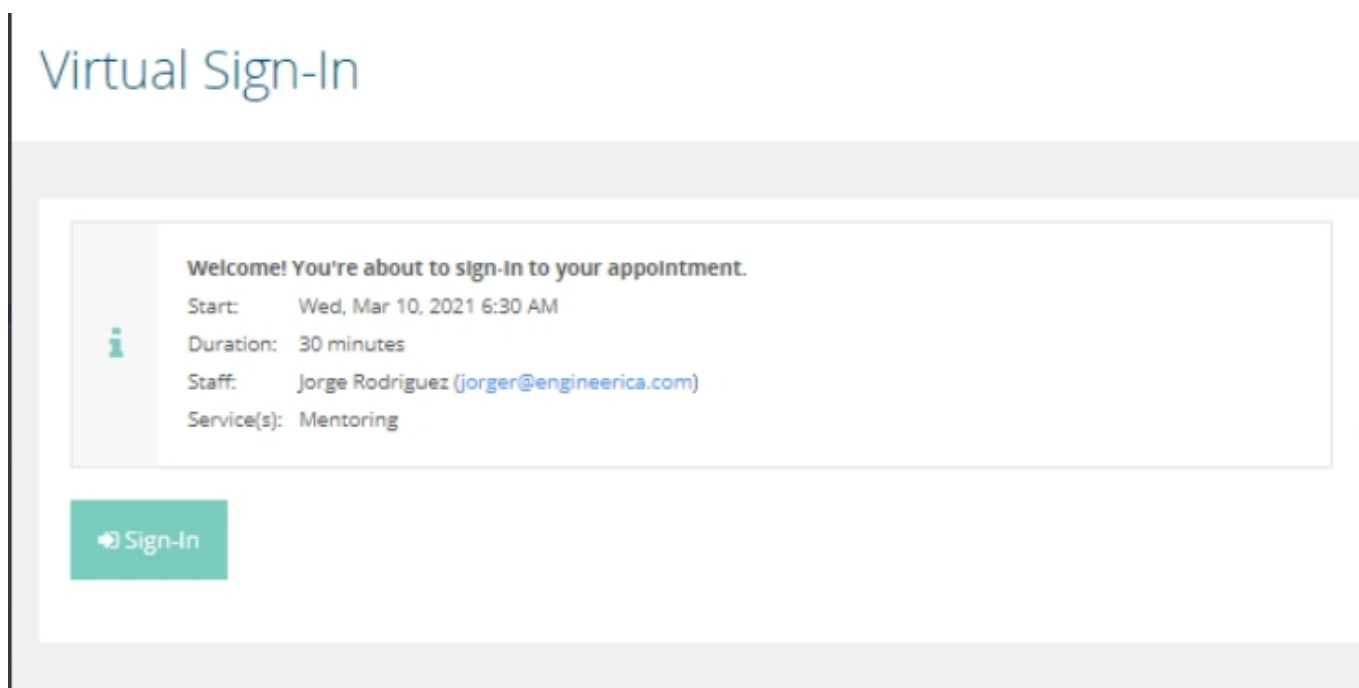 Virtual Sign-In
Welcome! You're about to sign-in to your appointment.
Start: Wed, Mar 10, 2021 6:30 AM
Duration: 30 minutes
Staff: Jorge Rodriguez (jorger@engineerica.com)
Service(s): Mentoring
Sign-In